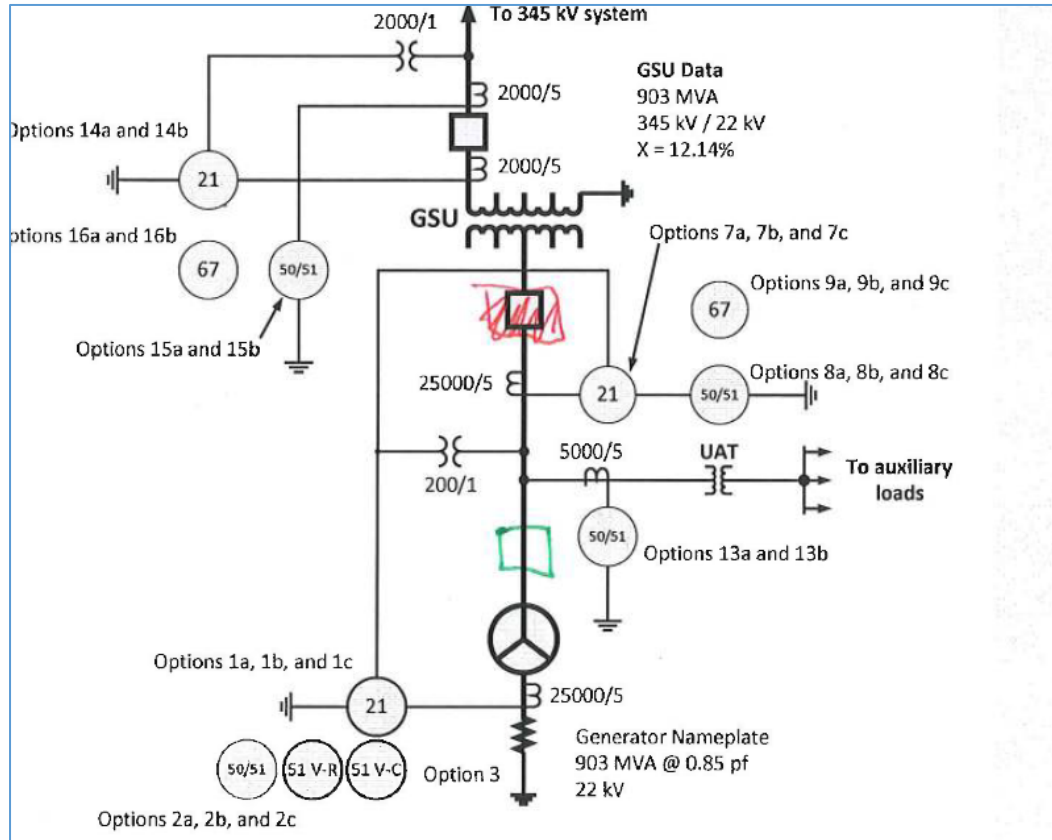 2000/1
To 345 kV system
GSU Data
903 MVA
345 kV / 22 kV
X = 12.14%
2000/5
Options 14a and 14b
2000/5
21
GSU
Options 7a, 7b, and 7c
ptions 16a and 16b
67
50/51
Options 9a, 9b, and 9c
67
Options 15a and 15b
Options 8a, 8b, and 8c
25000/5
21
50/51
5000/5
UAT
To auxiliary
loads
200/1
50/51
Options 13a and 13b
Options 1a, 1b, and 1c
25000/5
21
Generator Nameplate
903 MVA @ 0.85 pf
22 kV
50/51
51 V-R
51 V-C
Option 3
Options 2a, 2b, and 2c